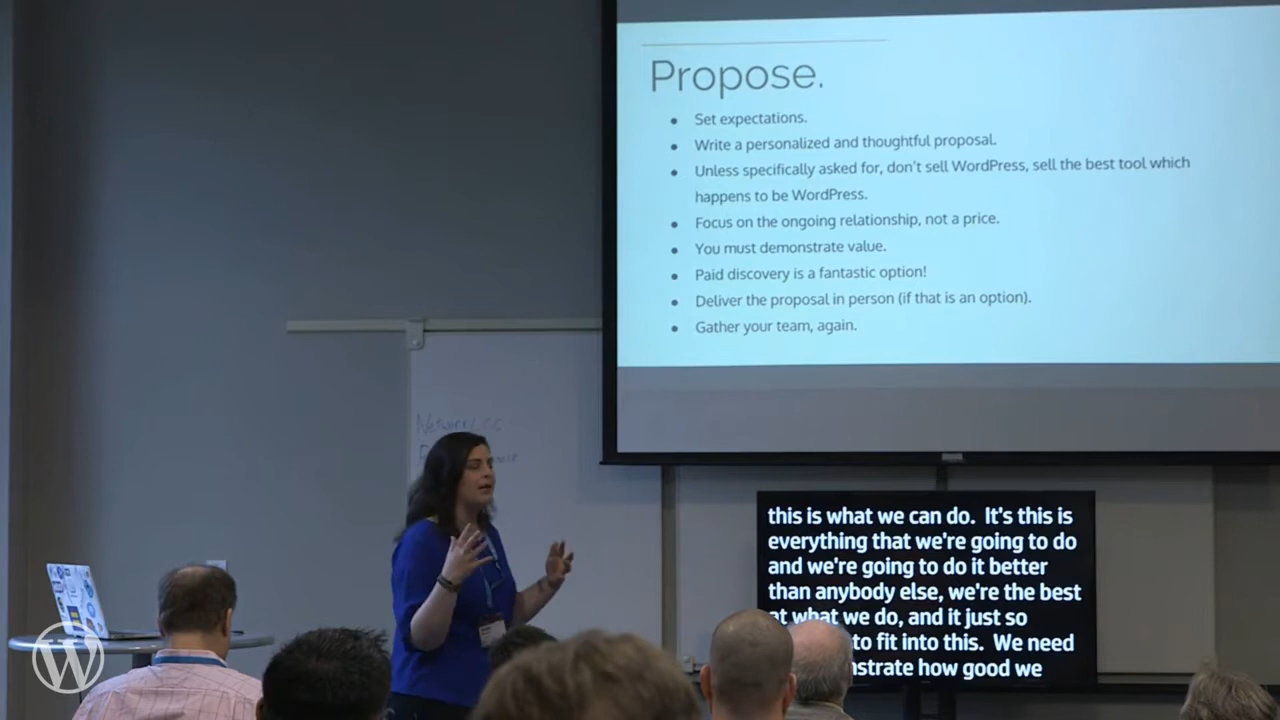 Propose.
● Set expectations.
● Write a personalized and thoughtful proposal.
● Unless specifically asked for, don't sell WordPress, sell the best tool which
happens to be WordPress.
● Focus on the ongoing relationship, not a price.
● You must demonstrate value.
● Paid discovery is a fantastic option!
● Deliver the proposal in person (if that is an option).
● Gather your team, again.
this is what we can do. It's this is
everything that we're going to do
and we're going to do it better
than anybody else, we're the best
at what we do, and it just so
to fit into this. We need
how good we
W